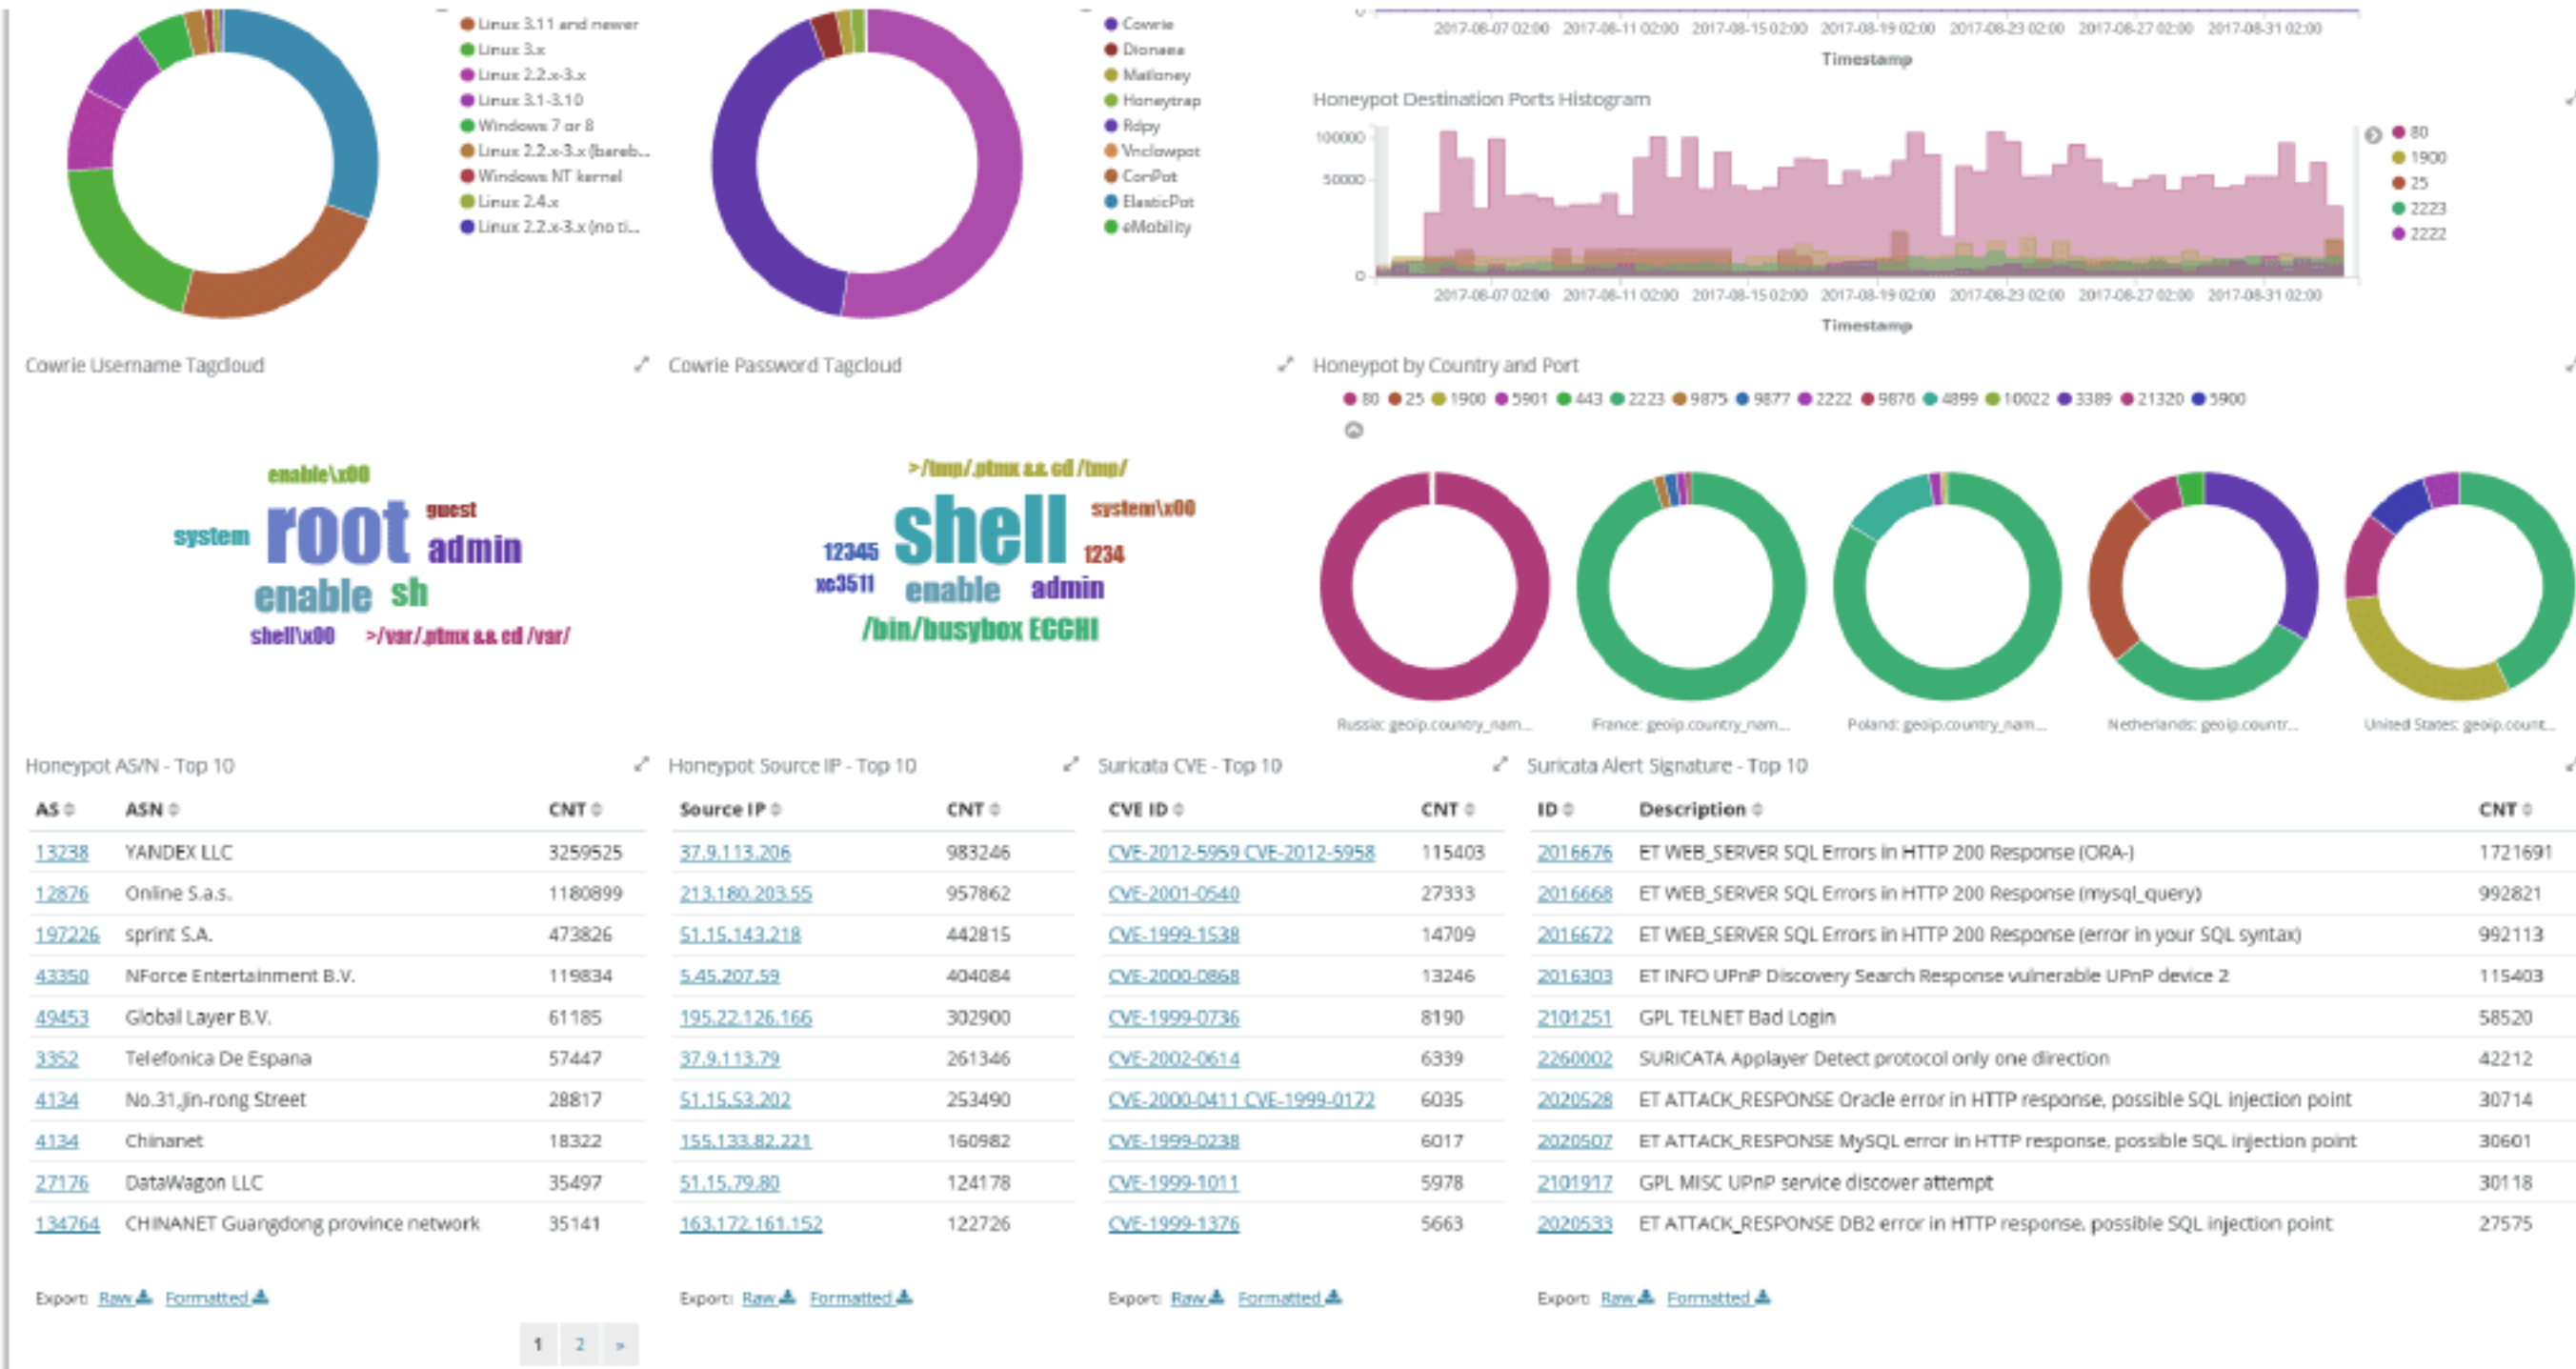 Linux 3.11 and newer
Linux 3.x
Linux 2.2.x-3.x
Linux 3.1-3.10
Windows 7 or 8
Linux 2.2.x-3.x (bareb...
Windows NT kernel
Linux 2.4.x
Linux 2.2.x-3.x (no ti...
Cowrie
Dionaea
Mailoney
Honeytrap
Rdpy
Vnclowpot
ConPot
ElasticPot
eMobility
0
2017-08-07 02:00 2017-08-11 02:00 2017-08-15 02:00 2017-08-19 02:00 2017-08-23 02:00 2017-08-27 02:00 2017-08-31 02:00
Timestamp
Honeypot Destination Ports Histogram
100000
50000
0
80
1900
25
2223
2222
2017-08-07 02:00 2017-08-11 02:00 2017-08-15 02:00 2017-08-19 02:00 2017-08-23 02:00 2017-08-27 02:00 2017-08-31 02:00
Timestamp
Cowrie Username Tagcloud
enable\x00
root guest
system admin
enable sh
shell\x00 >/var/.ptmx && cd /var/
Cowrie Password Tagcloud
>/tmp/.ptmx && cd /tmp/
shell system\x00
12345 1234
xc3511 enable admin
/bin/busybox ECCHI
Honeypot by Country and Port
80 25 1900 5901 443 2223 9875 9877 2222 9876 4899 10022 3389 21320 5900
Russia: geoip.country_nam... France: geoip.country_nam... Poland: geoip.country_nam... Netherlands: geoip.countr... United States: geoip.count...
Honeypot AS/N - Top 10
AS ASN CNT
13238 YANDEX LLC 3259525
12876 Online S.a.s. 1180899
197226 sprint S.A. 473826
43350 NForce Entertainment B.V. 119834
49453 Global Layer B.V. 61185
3352 Telefonica De Espana 57447
4134 No.31,Jin-rong Street 28817
4134 Chinanet 18322
27176 DataWagon LLC 35497
134764 CHINANET Guangdong province network 35141
Export: Raw Formatted
1 2 »
Honeypot Source IP - Top 10
Source IP CNT
37.9.113.206 983246
213.180.203.55 957862
51.15.143.218 442815
5.45.207.59 404084
195.22.126.166 302900
37.9.113.79 261346
51.15.53.202 253490
155.133.82.221 160982
51.15.79.80 124178
163.172.161.152 122726
Export: Raw Formatted
Suricata CVE - Top 10
CVE ID CNT
CVE-2012-5959 CVE-2012-5958 115403
CVE-2001-0540 27333
CVE-1999-1538 14709
CVE-2000-0868 13246
CVE-1999-0736 8190
CVE-2002-0614 6339
CVE-2000-0411 CVE-1999-0172 6035
CVE-1999-0238 6017
CVE-1999-1011 5978
CVE-1999-1376 5663
Export: Raw Formatted
Suricata Alert Signature - Top 10
ID Description CNT
2016676 ET WEB_SERVER SQL Errors in HTTP 200 Response (ORA-) 1721691
2016668 ET WEB_SERVER SQL Errors in HTTP 200 Response (mysql_query) 992821
2016672 ET WEB_SERVER SQL Errors in HTTP 200 Response (error in your SQL syntax) 992113
2016303 ET INFO UPnP Discovery Search Response vulnerable UPnP device 2 115403
2101251 GPL TELNET Bad Login 58520
2260002 SURICATA Applayer Detect protocol only one direction 42212
2020528 ET ATTACK_RESPONSE Oracle error in HTTP response, possible SQL injection point 30714
2020507 ET ATTACK_RESPONSE MySQL error in HTTP response, possible SQL injection point 30601
2101917 GPL MISC UPnP service discover attempt 30118
2020533 ET ATTACK_RESPONSE DB2 error in HTTP response, possible SQL injection point 27575
Export: Raw Formatted